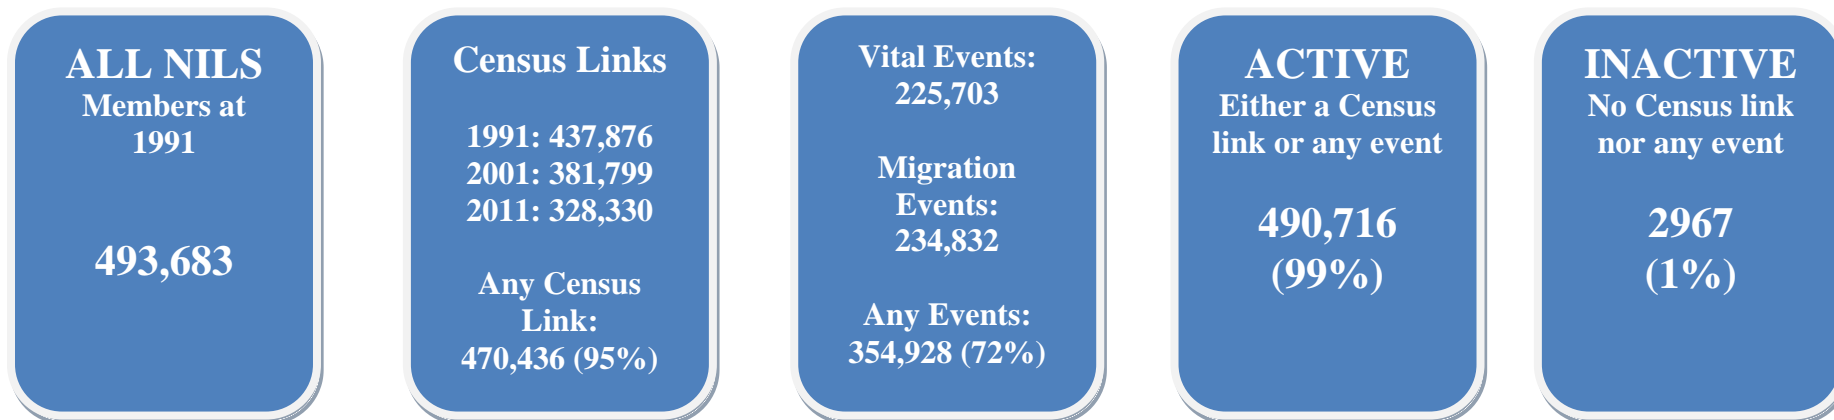 ALL NILS
Members at
1991
493,683
Census Links
1991: 437,876
2001: 381,799
2011: 328,330
Any Census
Link:
470,436 (95%)
Vital Events:
225,703
Migration
Events:
234,832
Any Events:
354,928 (72%)
ACTIVE
Either a Census
link or any event
490,716
(99%)
INACTIVE
No Census link
nor any event
2967
(1%)